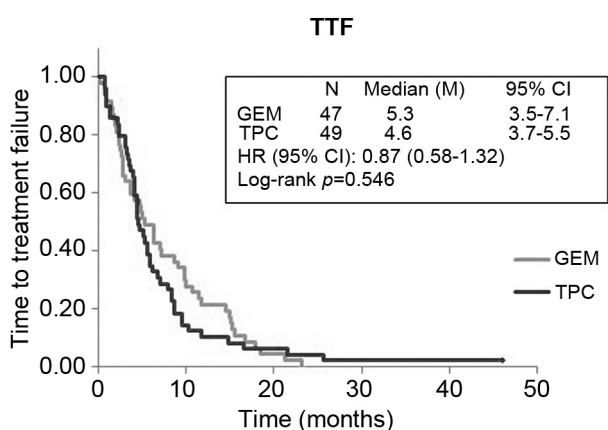 TTF
Time to treatment failure
1.00
0.80
0.60
0.40
0.20
0.00
N Median (M) 95% CI
GEM 47 5.3 3.5-7.1
TPC 49 4.6 3.7-5.5
HR (95% CI): 0.87 (0.58-1.32)
Log-rank p=0.546
GEM
TPC
0 10 20 30 40 50
Time (months)